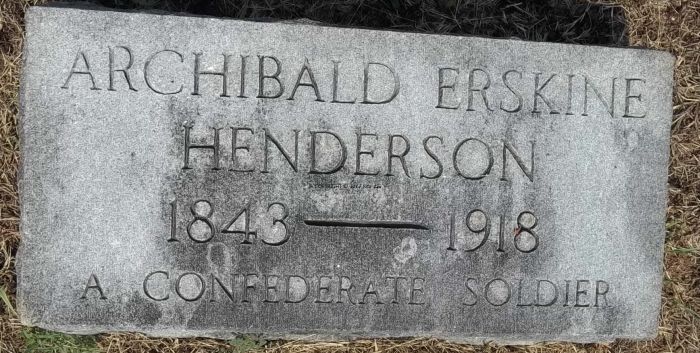 ARCHIBALD ERSKINE
HENDERSON
1843 — 1918
A CONFEDERATE SOLDIER